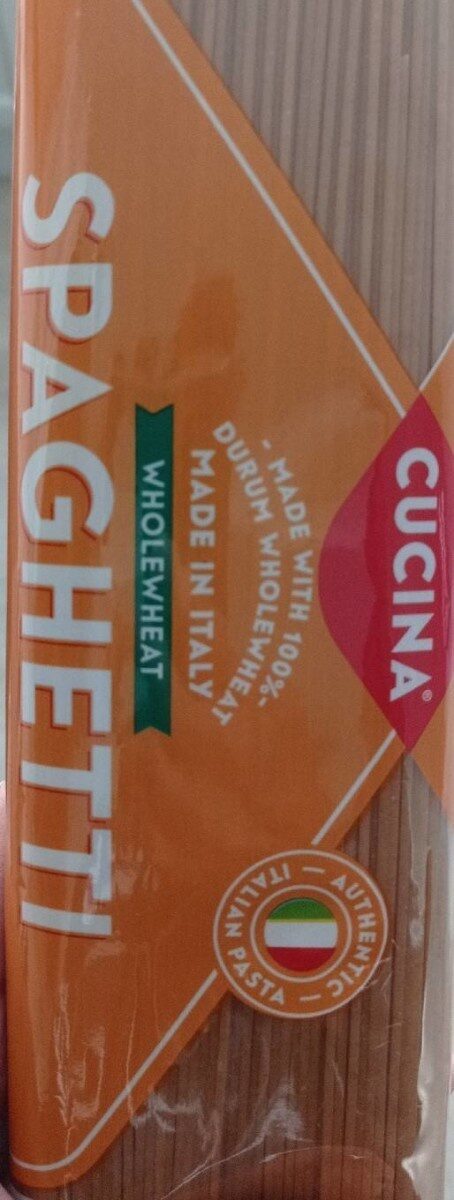 CUCINA®
- MADE WITH 100% -
DURUM WHOLEWHEAT
MADE IN ITALY
WHOLEWHEAT
SPAGHETTI
AUTHENTIC —
ITALIAN PASTA —